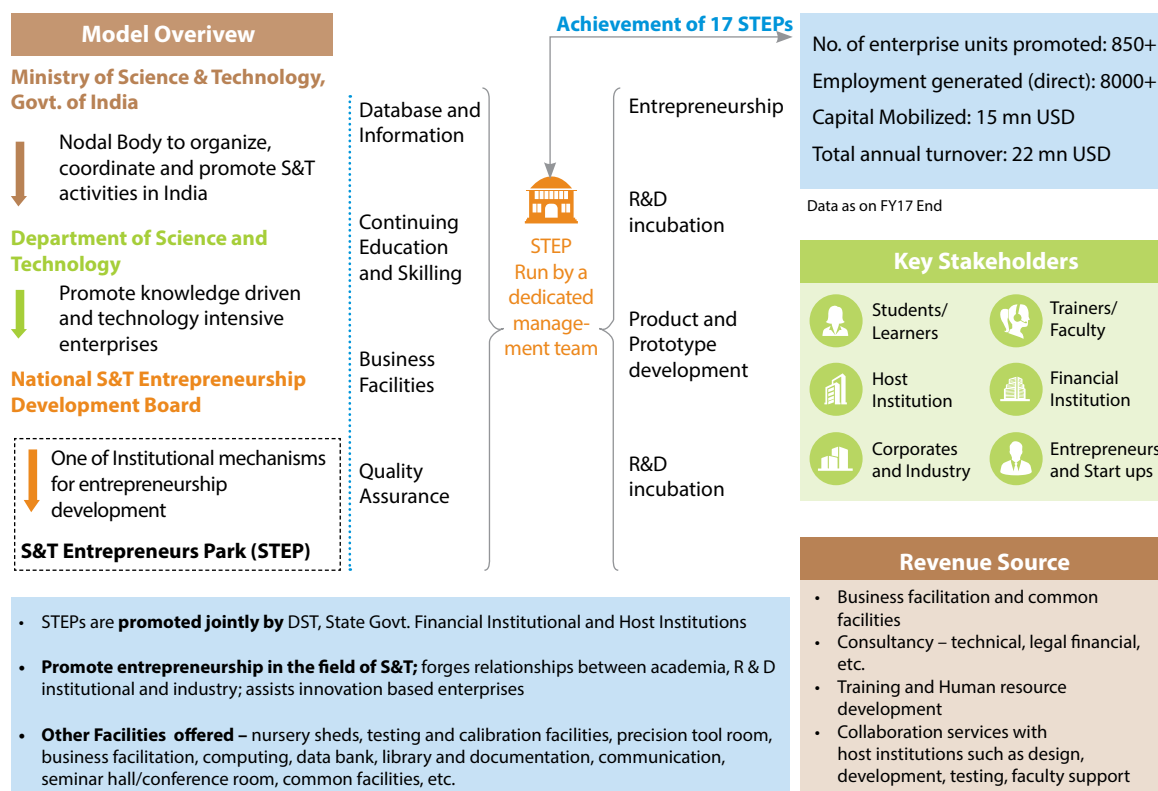 Model Overivew
Ministry of Science & Technology,
Govt. of India
Nodal Body to organize,
coordinate and promote S&T
activities in India
Department of Science and
Technology
Promote knowledge driven
and technology intensive
enterprises
National S&T Entrepreneurship
Development Board
One of Institutional mechanisms
for entrepreneurship
development
S&T Entrepreneurs Park (STEP)
Database and
Information
Continuing
Education
and Skilling
Business
Facilities
Quality
Assurance
Achievement of 17 STEPs
STEP
Run by a
dedicated
manage-
ment team
Entrepreneurship
R&D
incubation
Product and
Prototype
development
R&D
incubation
No. of enterprise units promoted: 850+
Employment generated (direct): 8000+
Capital Mobilized: 15 mn USD
Total annual turnover: 22 mn USD
Data as on FY17 End
Key Stakeholders
Students/
Learners
Trainers/
Faculty
Host
Institution
Financial
Institution
Corporates
and Industry
Entrepreneurs
and Start ups
Revenue Source
• Business facilitation and common
facilities
• Consultancy – technical, legal financial,
etc.
• Training and Human resource
development
• Collaboration services with
host institutions such as design,
development, testing, faculty support
• STEPs are promoted jointly by DST, State Govt. Financial Institutional and Host Institutions
• Promote entrepreneurship in the field of S&T; forges relationships between academia, R & D
institutional and industry; assists innovation based enterprises
• Other Facilities offered – nursery sheds, testing and calibration facilities, precision tool room,
business facilitation, computing, data bank, library and documentation, communication,
seminar hall/conference room, common facilities, etc.